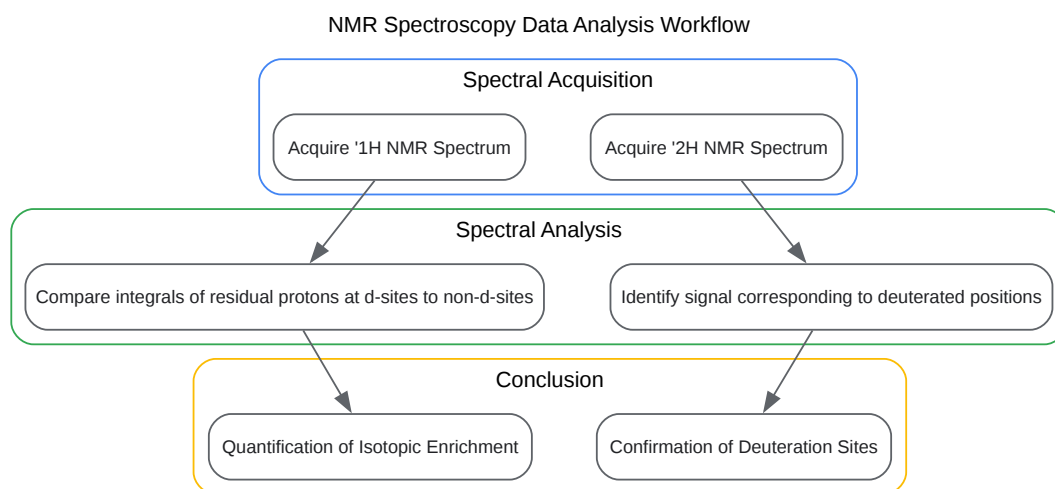 NMR Spectroscopy Data Analysis Workflow
Spectral Acquisition
Acquire '1H NMR Spectrum
Acquire '2H NMR Spectrum
Spectral Analysis
Compare integrals of residual protons at d-sites to non-d-sites
Identify signal corresponding to deuterated positions
Conclusion
Quantification of Isotopic Enrichment
Confirmation of Deuteration Sites